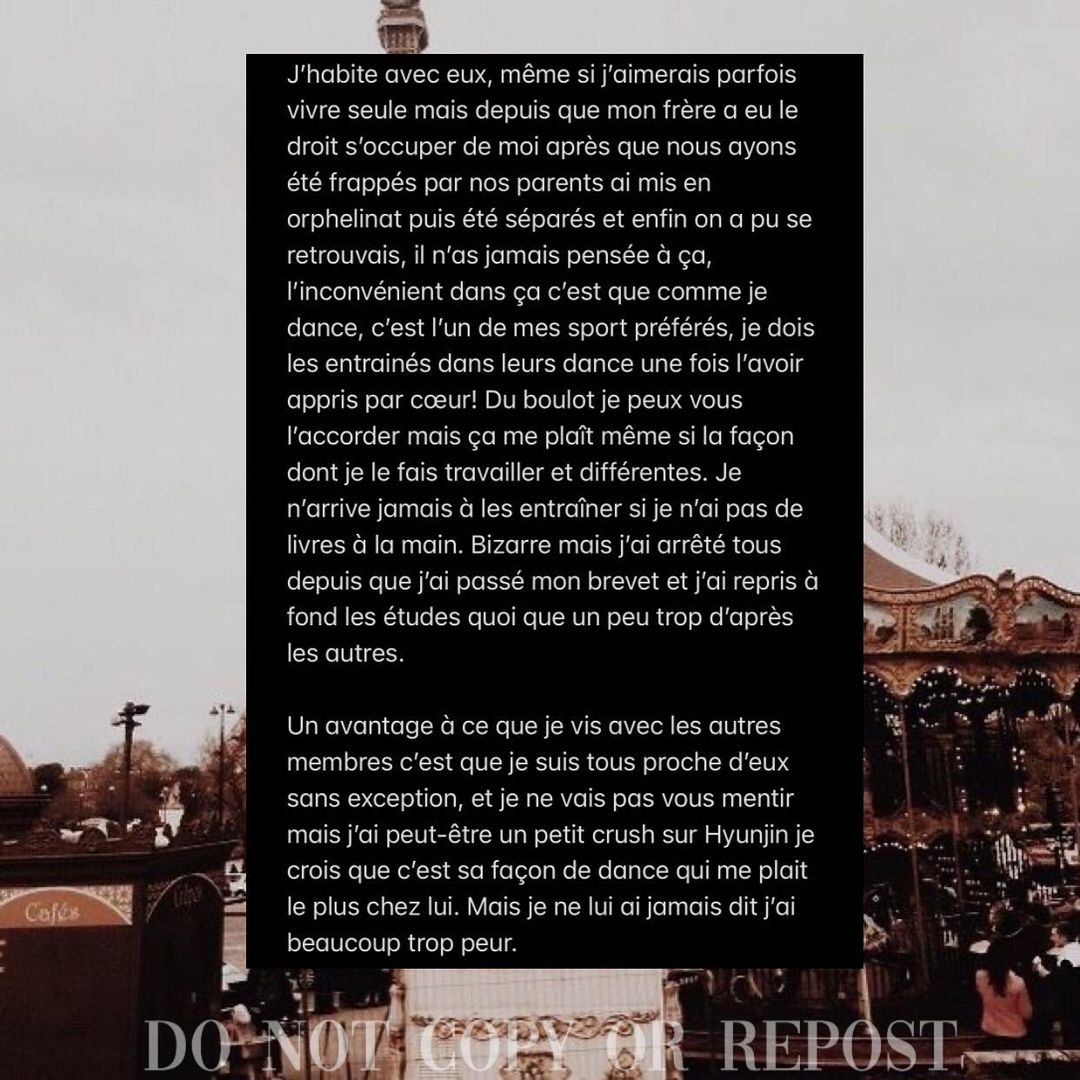 J'habite avec eux, même si j'aimerais parfois
vivre seule mais depuis que mon frère a eu le
droit s'occuper de moi après que nous ayons
été frappés par nos parents ai mis en
orphelinat puis été séparés et enfin on a pu se
retrouvais, il n'as jamais pensée à ça,
l'inconvénient dans ça c'est que comme je
dance, c'est l'un de mes sport préférés, je dois
les entrainés dans leurs dance une fois l'avoir
appris par cœur! Du boulot je peux vous
l'accorder mais ça me plaît même si la façon
dont je le fais travailler et différentes. Je
n'arrive jamais à les entraîner si je n'ai pas de
livres à la main. Bizarre mais j'ai arrêté tous
depuis que j'ai passé mon brevet et j'ai repris à
fond les études quoi que un peu trop d'après
les autres.
Un avantage à ce que je vis avec les autres
membres c'est que je suis tous proche d'eux
sans exception, et je ne vais pas vous mentir
mais j'ai peut-être un petit crush sur Hyunjin je
crois que c'est sa façon de dance qui me plait
le plus chez lui. Mais je ne lui ai jamais dit j'ai
beaucoup trop peur.
Cafés
DO NOT COPY OR REPOST